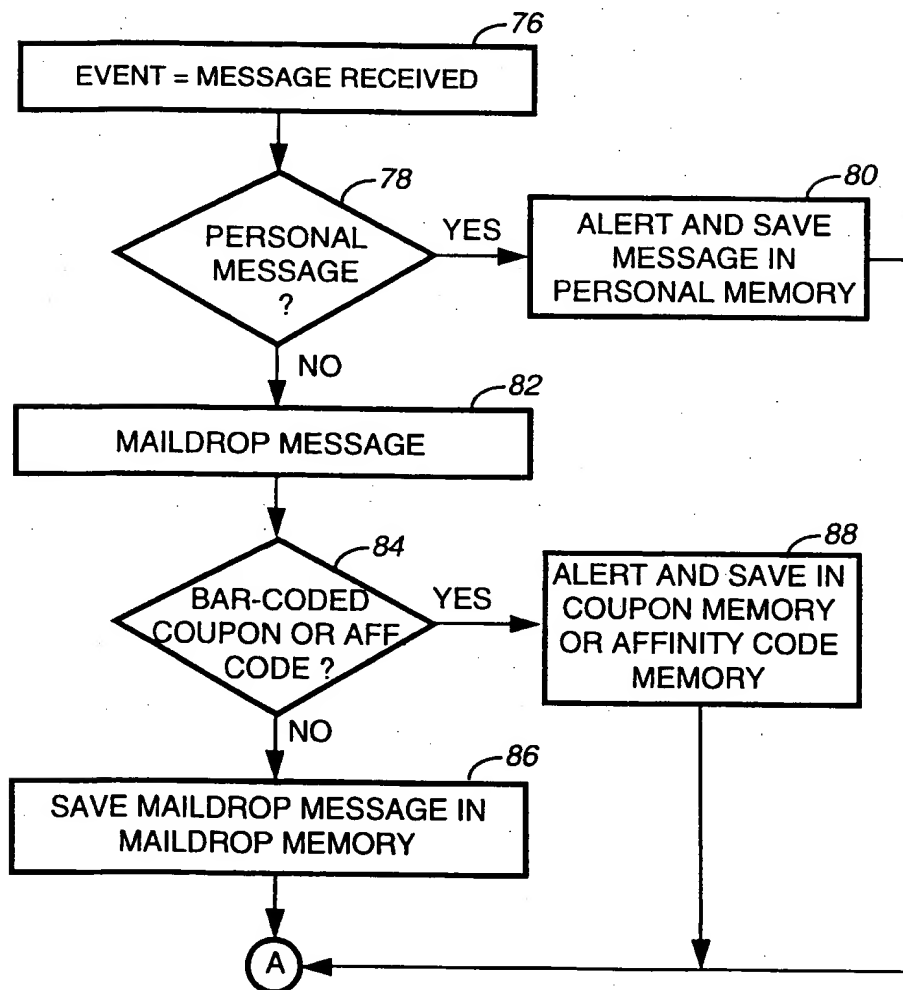 76
EVENT = MESSAGE RECEIVED
78
PERSONAL
MESSAGE
?
YES
80
ALERT AND SAVE
MESSAGE IN
PERSONAL MEMORY
NO
82
MAILDROP MESSAGE
84
BAR-CODED
COUPON OR AFF
CODE ?
YES
88
ALERT AND SAVE IN
COUPON MEMORY
OR AFFINITY CODE
MEMORY
NO
86
SAVE MAILDROP MESSAGE IN
MAILDROP MEMORY
A